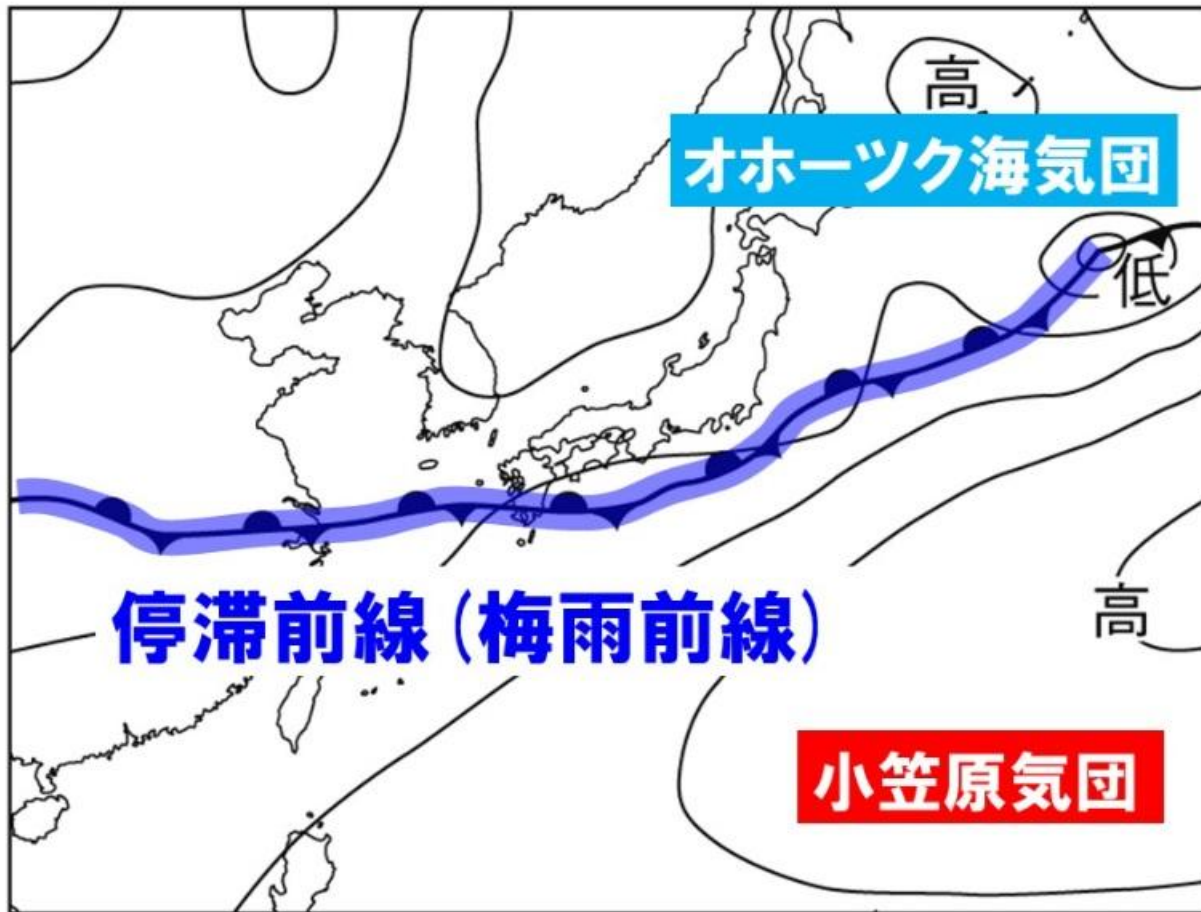 高
オホーツク海気団
低
高
停滞前線（梅雨前線）
小笠原気団